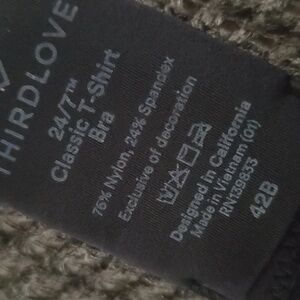 THIRDLOVE
24/7™
Classic T-Shirt
Bra
76% Nylon, 24% Spandex
Exclusive of decoration
Designed in California
Made in Vietnam (01)
RN139833
42B